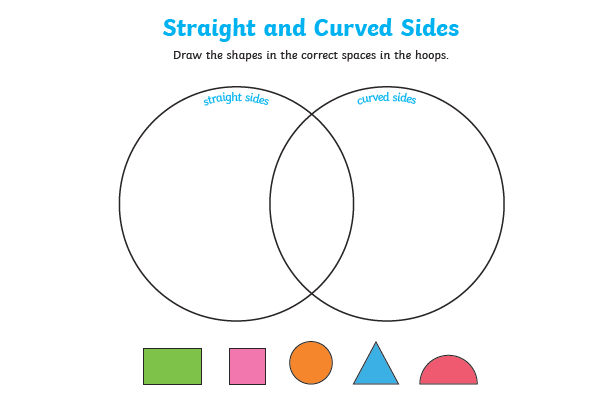 Straight and Curved Sides
Draw the shapes in the correct spaces in the hoops.
straight sides
curved sides